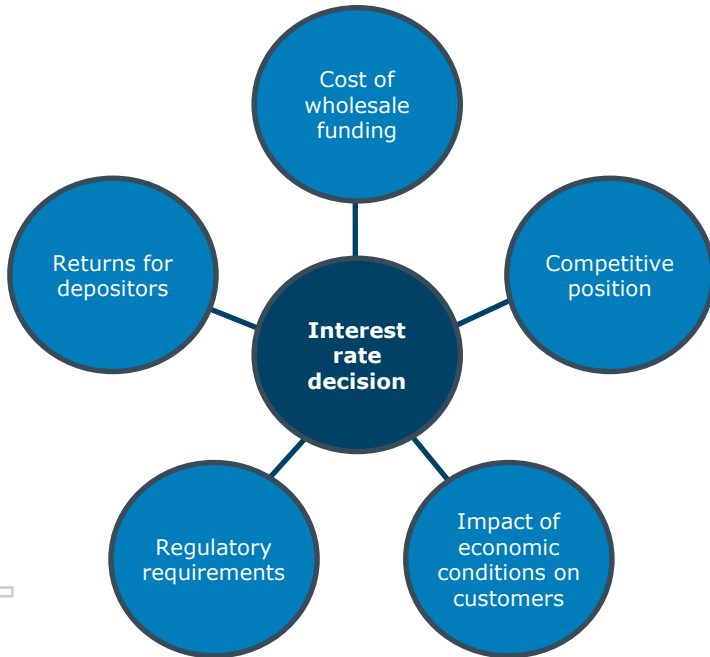 Cost of
wholesale
funding
Returns for
depositors
Competitive
position
Interest
rate
decision
Regulatory
requirements
Impact of
economic
conditions on
customers